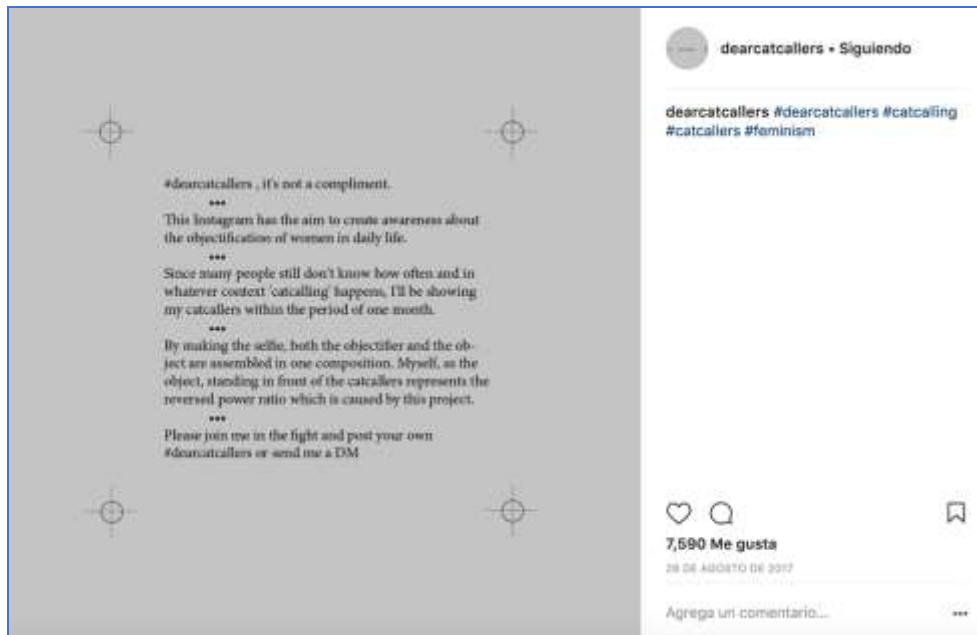 #dearcatcallers , it's not a compliment.
•••
This Instagram has the aim to create awareness about
the objectification of women in daily life.
•••
Since many people still don't know how often and in
whatever context 'catcalling' happens, I'll be showing
my catcallers within the period of one month.
•••
By making the selfie, both the objectifier and the ob-
ject are assembled in one composition. Myself, as the
object, standing in front of the catcallers represents the
reversed power ratio which is caused by this project.
•••
Please join me in the fight and post your own
#dearcatcallers or send me a DM
dearcatcallers • Siguiendo
dearcatcallers #dearcatcallers #catcalling
#catcallers #feminism
7,590 Me gusta
DE AGOSTO DE 2017
Agrega un comentario...